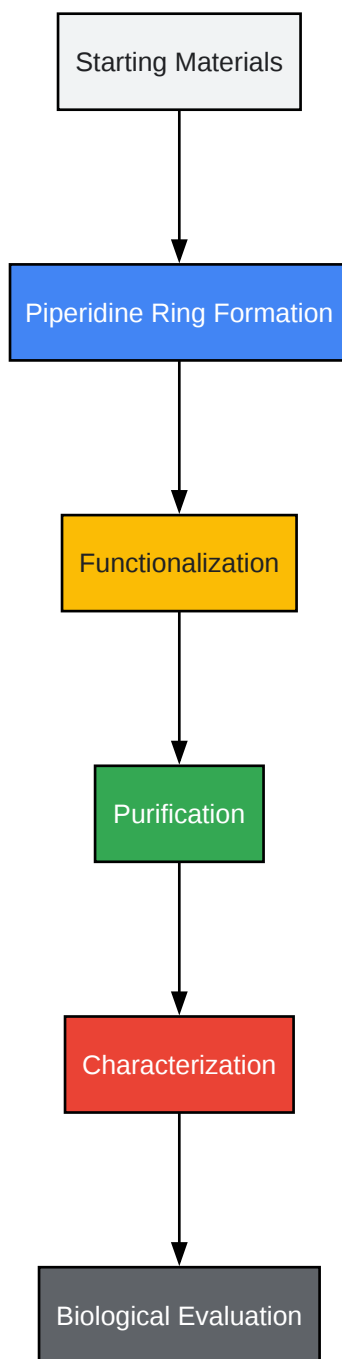 Starting Materials
Piperidine Ring Formation
Functionalization
Purification
Characterization
Biological Evaluation